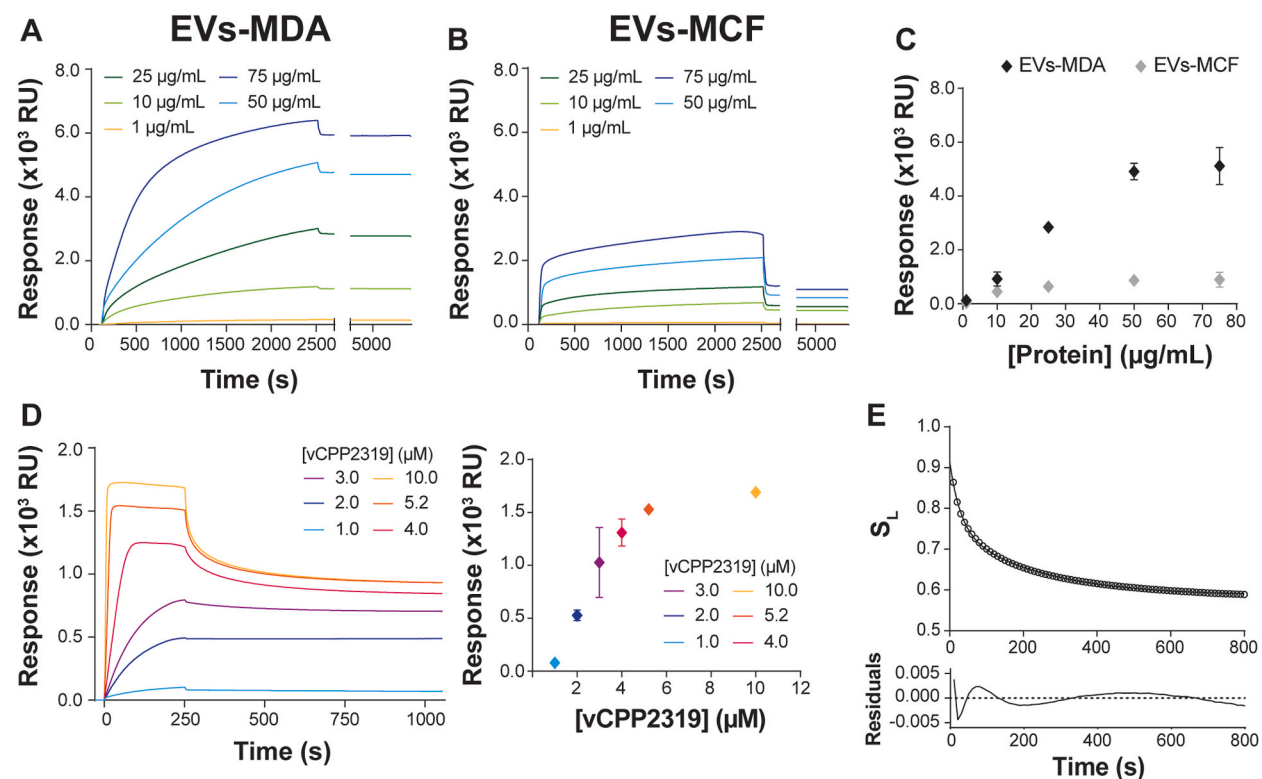 A
EVs-MDA
Response (x10³ RU)
8.0
6.0
4.0
2.0
0.0
25 µg/mL
75 µg/mL
10 µg/mL
50 µg/mL
1 µg/mL
0
500
1000
1500
2000
2500
5000
Time (s)
B
EVs-MCF
Response (x10³ RU)
8.0
6.0
4.0
2.0
0.0
25 µg/mL
75 µg/mL
10 µg/mL
50 µg/mL
1 µg/mL
0
500
1000
1500
2000
2500
5000
Time (s)
C
EVs-MDA
EVs-MCF
Response (x10³ RU)
8.0
6.0
4.0
2.0
0.0
0
10
20
30
40
50
60
70
80
[Protein] (µg/mL)
D
Response (x10³ RU)
2.0
1.5
1.0
0.5
0.0
[vCPP2319] (µM)
3.0
10.0
2.0
5.2
1.0
4.0
0
250
500
750
1000
Time (s)
Response (x10³ RU)
2.0
1.5
1.0
0.5
0.0
[vCPP2319] (µM)
3.0
10.0
2.0
5.2
1.0
4.0
0
2
4
6
8
10
12
[vCPP2319] (µM)
E
S_L
1.0
0.9
0.8
0.7
0.6
0.5
0
200
400
600
800
Residuals
0.005
0.000
-0.005
0
200
400
600
800
Time (s)